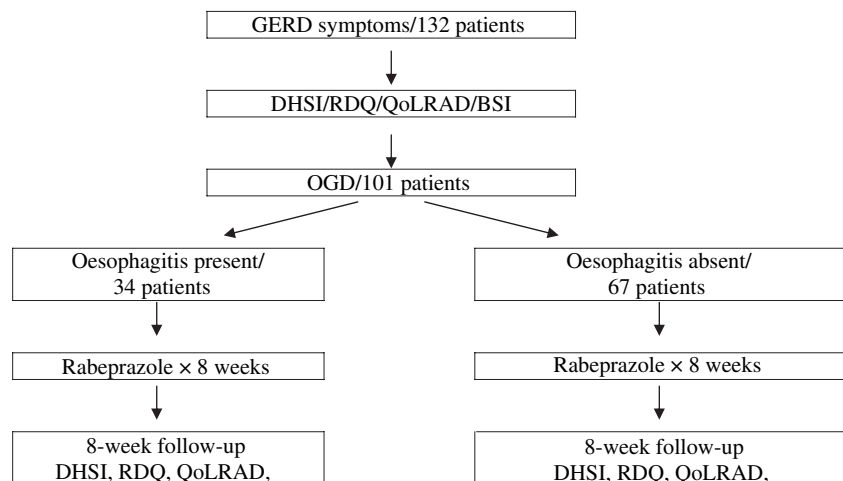 GERD symptoms/132 patients
DHSI/RDQ/QoLRAD/BSI
OGD/101 patients
Oesophagitis present/
34 patients
Oesophagitis absent/
67 patients
Rabeprazole × 8 weeks
Rabeprazole × 8 weeks
8-week follow-up
DHSI, RDQ, QoLRAD,
8-week follow-up
DHSI, RDQ, QoLRAD,